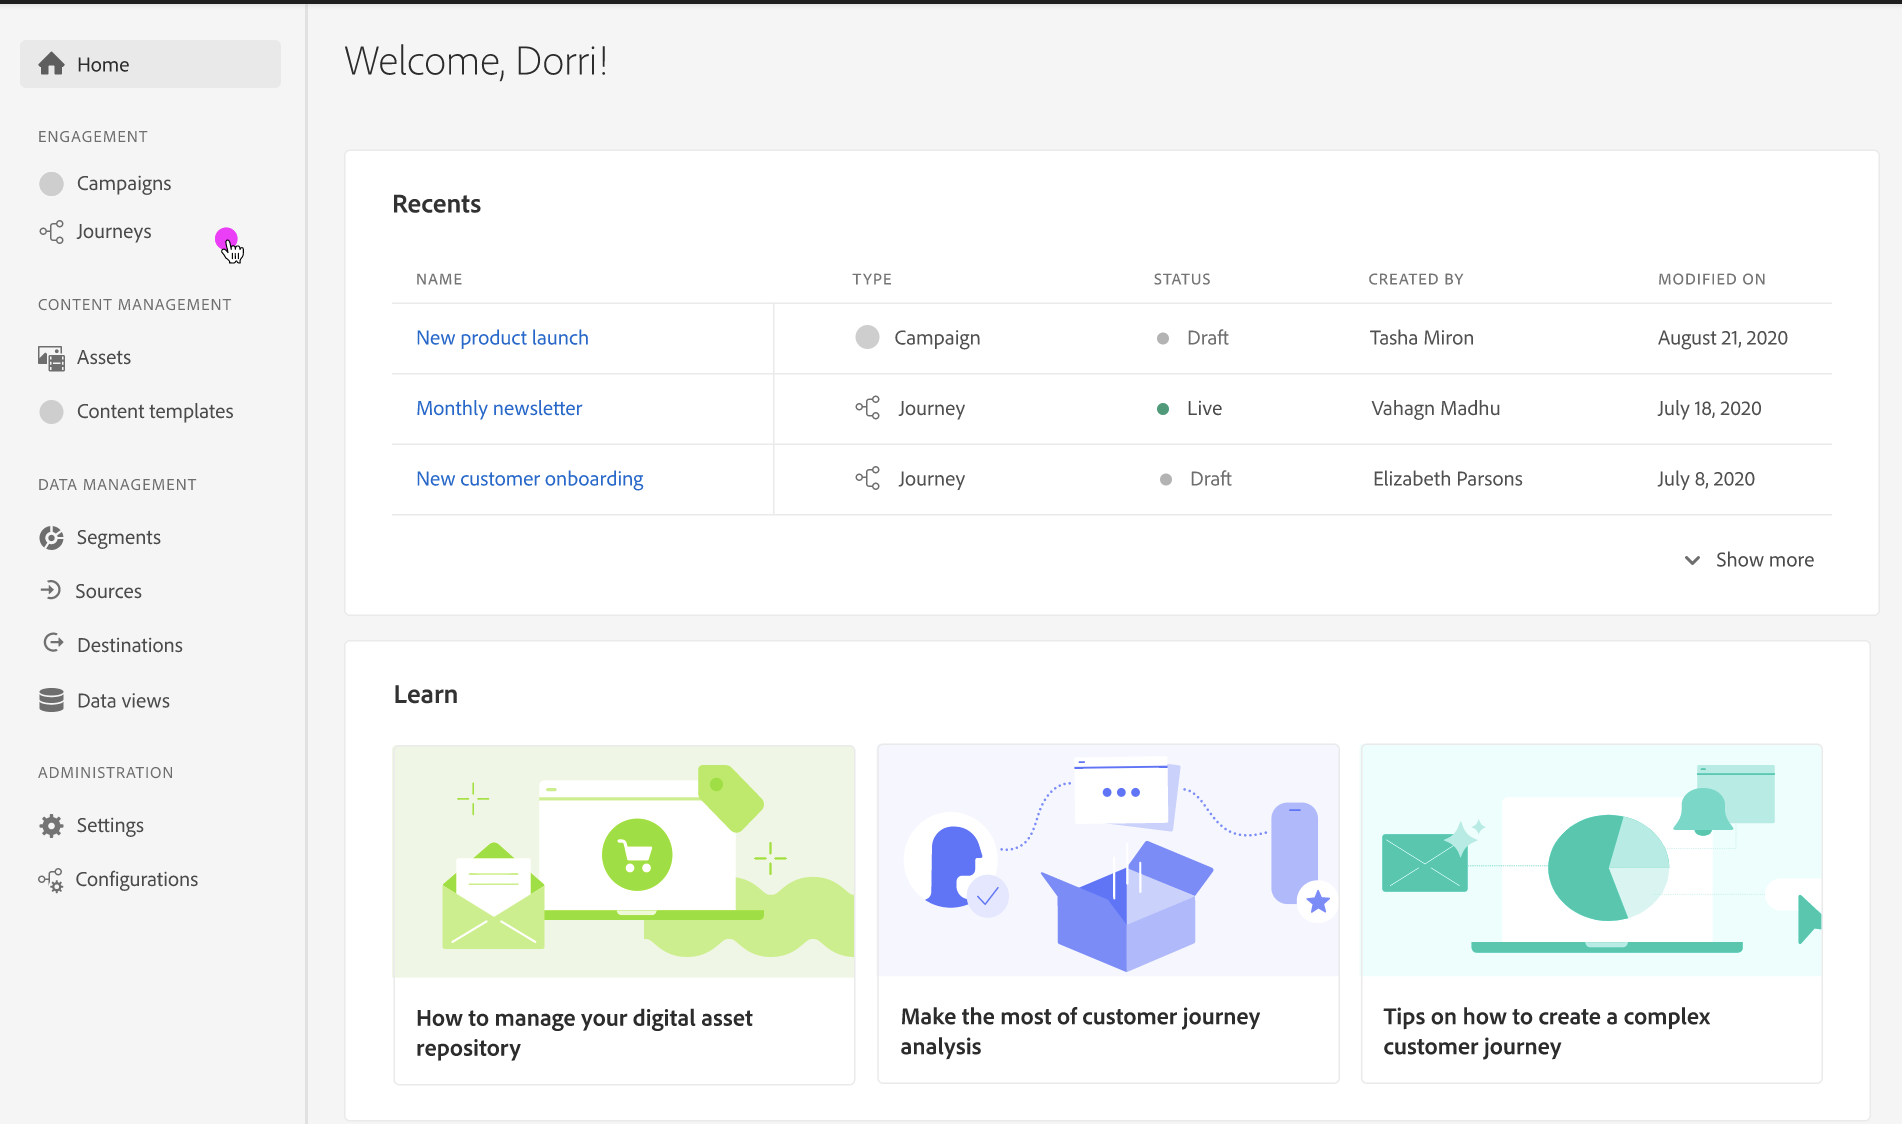 Home
ENGAGEMENT
Campaigns
Journeys
CONTENT MANAGEMENT
Assets
Content templates
DATA MANAGEMENT
Segments
Sources
Destinations
Data views
ADMINISTRATION
Settings
Configurations
Welcome, Dorri!
Recents
NAME TYPE STATUS CREATED BY MODIFIED ON
New product launch Campaign Draft Tasha Miron August 21, 2020
Monthly newsletter Journey Live Vahagn Madhu July 18, 2020
New customer onboarding Journey Draft Elizabeth Parsons July 8, 2020
Show more
Learn
How to manage your digital asset
repository
Make the most of customer journey
analysis
Tips on how to create a complex
customer journey